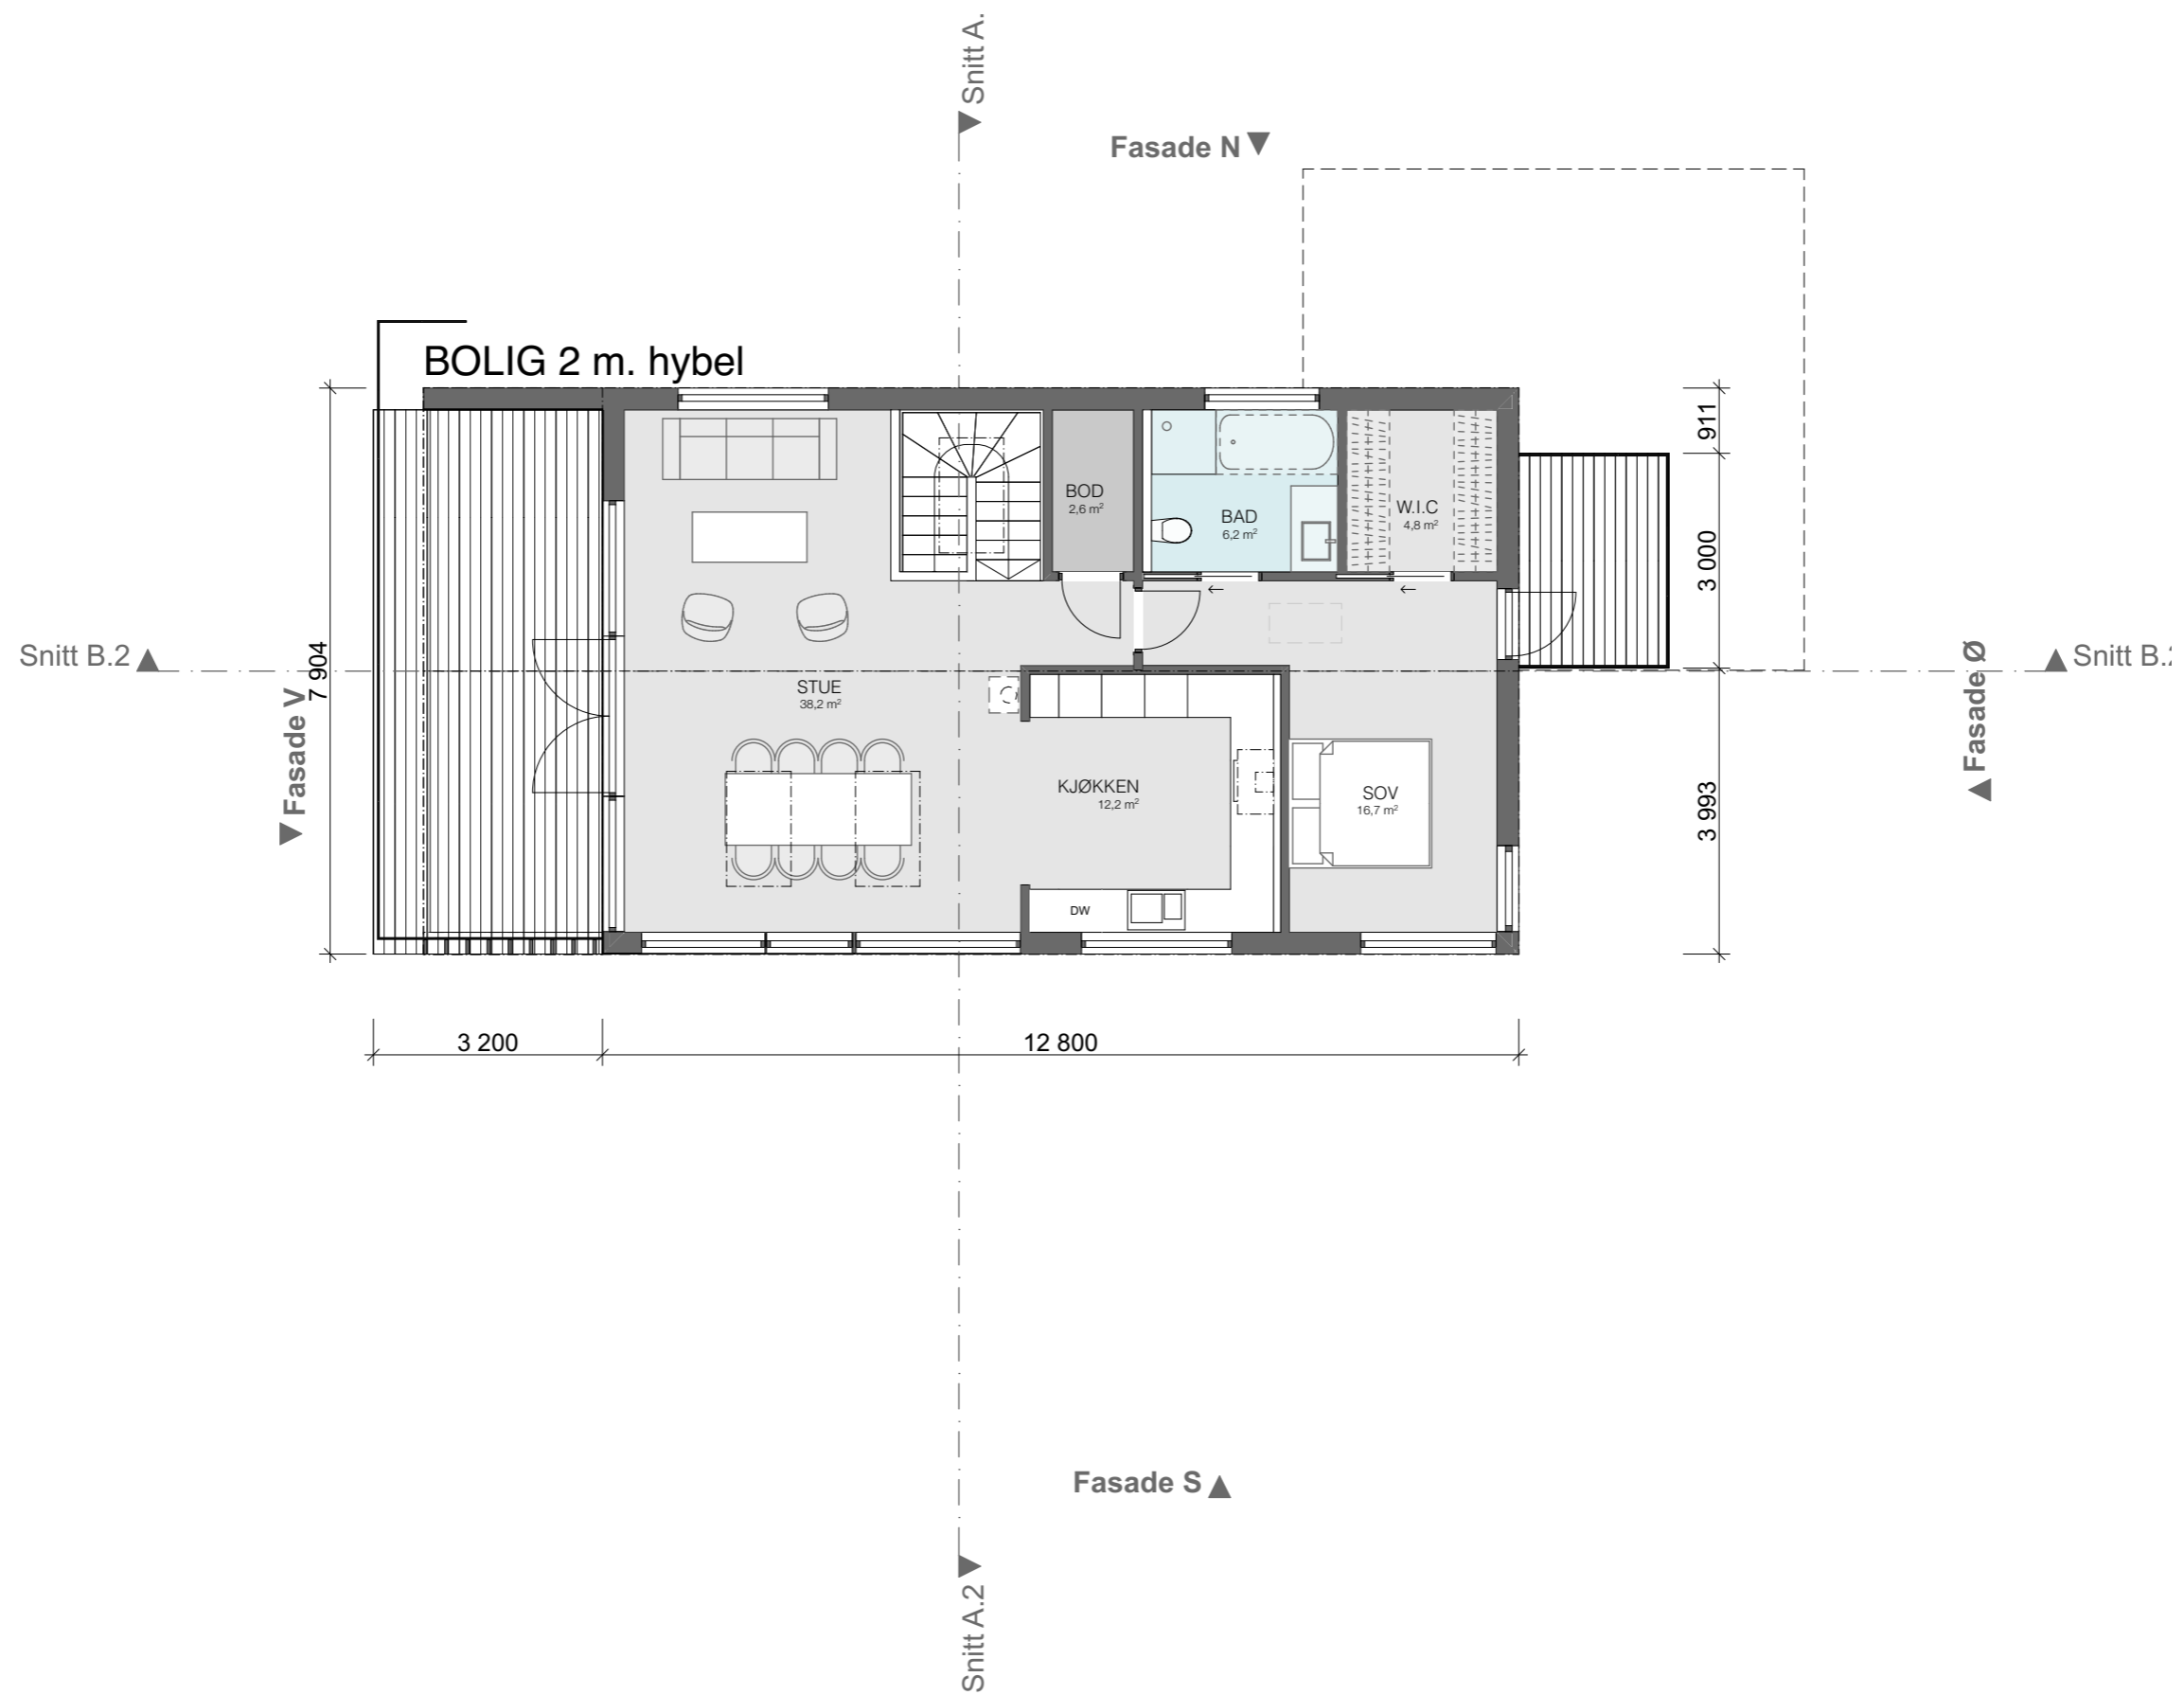 Snitt A.
Fasade N
BOLIG 2 m. hybel
911
BOD
2,6 m²
BAD
6,2 m²
W.I.C
4,8 m²
3 000
Snitt B.2
7 904
Fasade V
STUE
38,2 m²
Snitt B.
Fasade Ø
KJØKKEN
12,2 m²
SOV
16,7 m²
3 993
DW
3 200
12 800
Fasade S
Snitt A.2